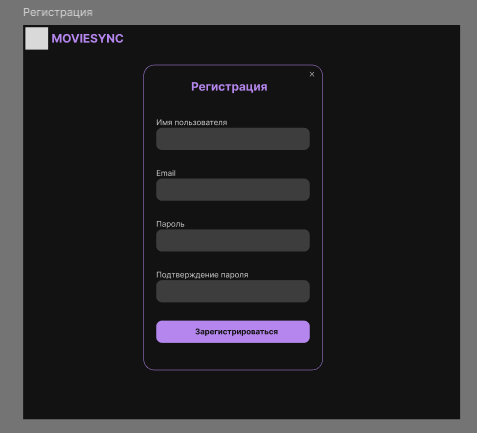 Регистрация
MOVIESYNC
×
Регистрация
Имя пользователя
Email
Пароль
Подтверждение пароля
Зарегистрироваться